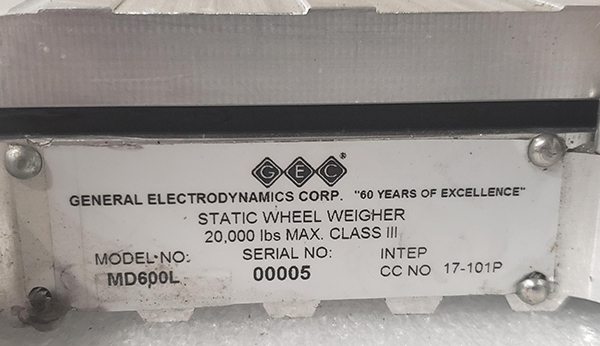 GEC®
GENERAL ELECTRODYNAMICS CORP. "60 YEARS OF EXCELLENCE"
STATIC WHEEL WEIGHER
20,000 lbs MAX. CLASS III
MODEL NO: SERIAL NO: INTEP
MD600L 00005 CC NO 17-101P